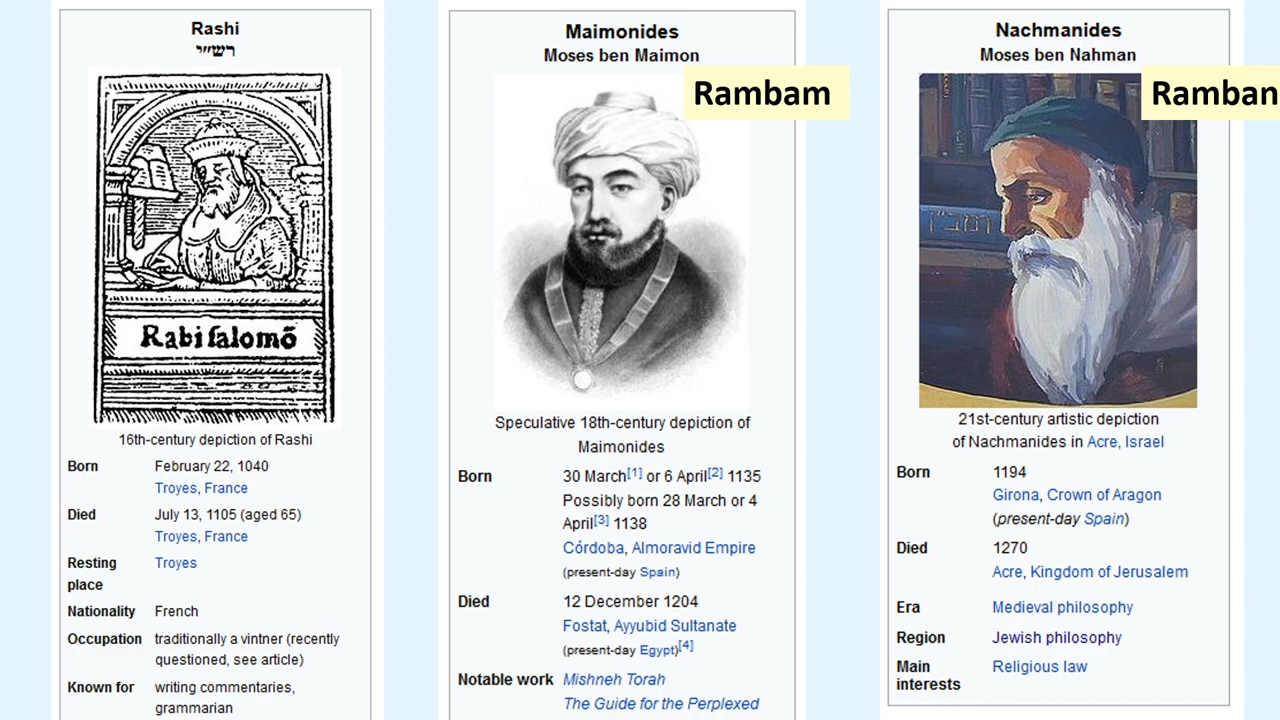 Rashi
רש״י
Rabi ſalomõ
16th-century depiction of Rashi
Born February 22, 1040
Troyes, France
Died July 13, 1105 (aged 65)
Troyes, France
Resting place Troyes
Nationality French
Occupation traditionally a vintner (recently
questioned, see article)
Known for writing commentaries,
grammarian
Maimonides
Moses ben Maimon
Rambam
Speculative 18th-century depiction of
Maimonides
Born 30 March[1] or 6 April[2] 1135
Possibly born 28 March or 4
April[3] 1138
Córdoba, Almoravid Empire
(present-day Spain)
Died 12 December 1204
Fostat, Ayyubid Sultanate
(present-day Egypt)[4]
Notable work Mishneh Torah
The Guide for the Perplexed
Nachmanides
Moses ben Nahman
Ramban
רמב״ן
21st-century artistic depiction
of Nachmanides in Acre, Israel
Born 1194
Girona, Crown of Aragon
(present-day Spain)
Died 1270
Acre, Kingdom of Jerusalem
Era Medieval philosophy
Region Jewish philosophy
Main interests Religious law